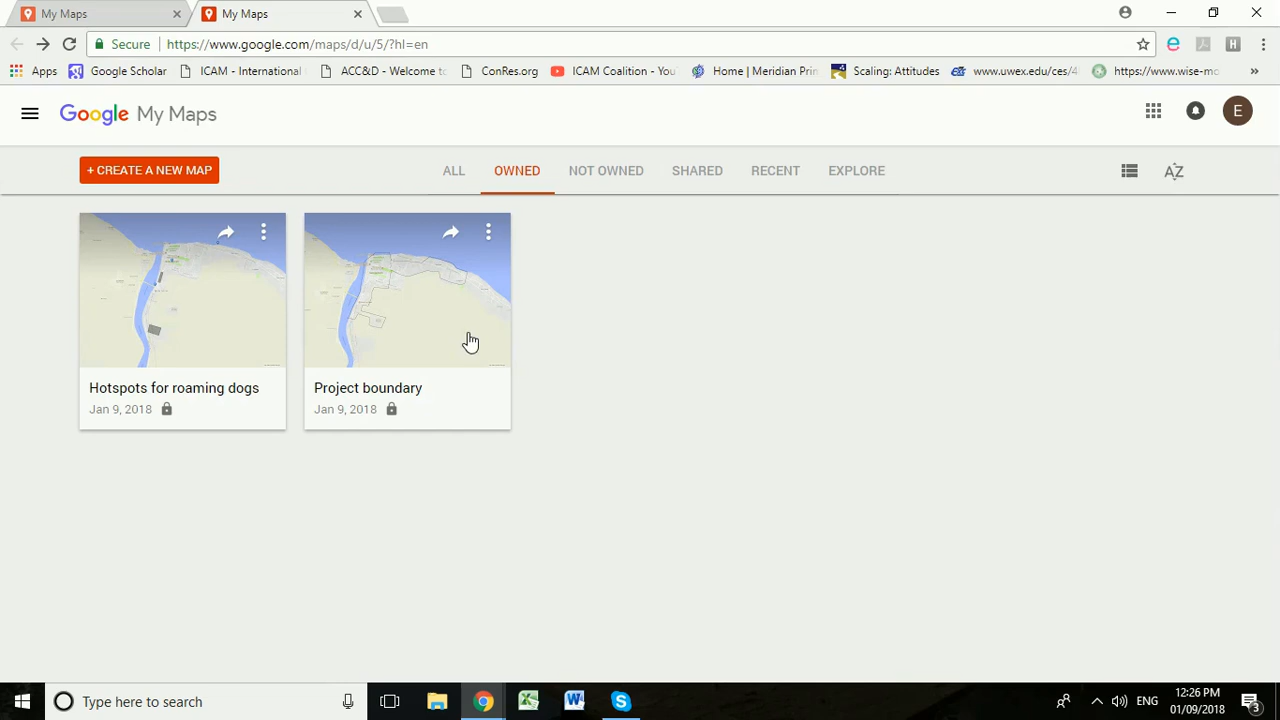 My Maps
My Maps
Secure
https://www.google.com/maps/d/u/5/?hl=en
Apps
Google Scholar
ICAM - International
ACC&D - Welcome to
ConRes.org
ICAM Coalition - You
Home | Meridian Prin
Scaling: Attitudes
www.uwex.edu/ces/4
https://www.wise-mo
Google My Maps
E
+ CREATE A NEW MAP
ALL
OWNED
NOT OWNED
SHARED
RECENT
EXPLORE
AZ
Hotspots for roaming dogs
Jan 9, 2018
Project boundary
Jan 9, 2018
Type here to search
ENG
12:26 PM
01/09/2018
3